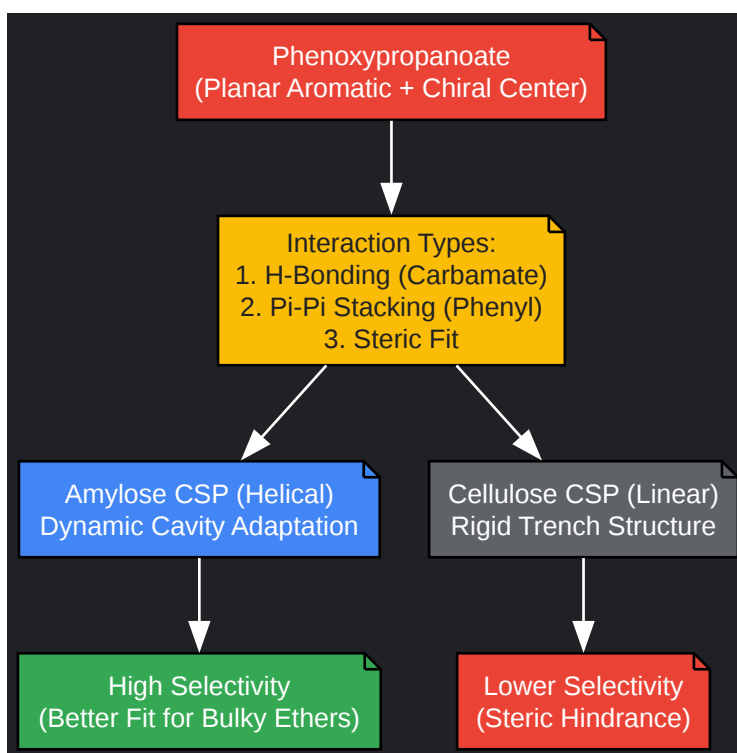 Phenoxypropanoate
(Planar Aromatic + Chiral Center)
Interaction Types:
1. H-Bonding (Carbamate)
2. Pi-Pi Stacking (Phenyl)
3. Steric Fit
Amylose CSP (Helical)
Dynamic Cavity Adaptation
Cellulose CSP (Linear)
Rigid Trench Structure
High Selectivity
(Better Fit for Bulky Ethers)
Lower Selectivity
(Steric Hindrance)